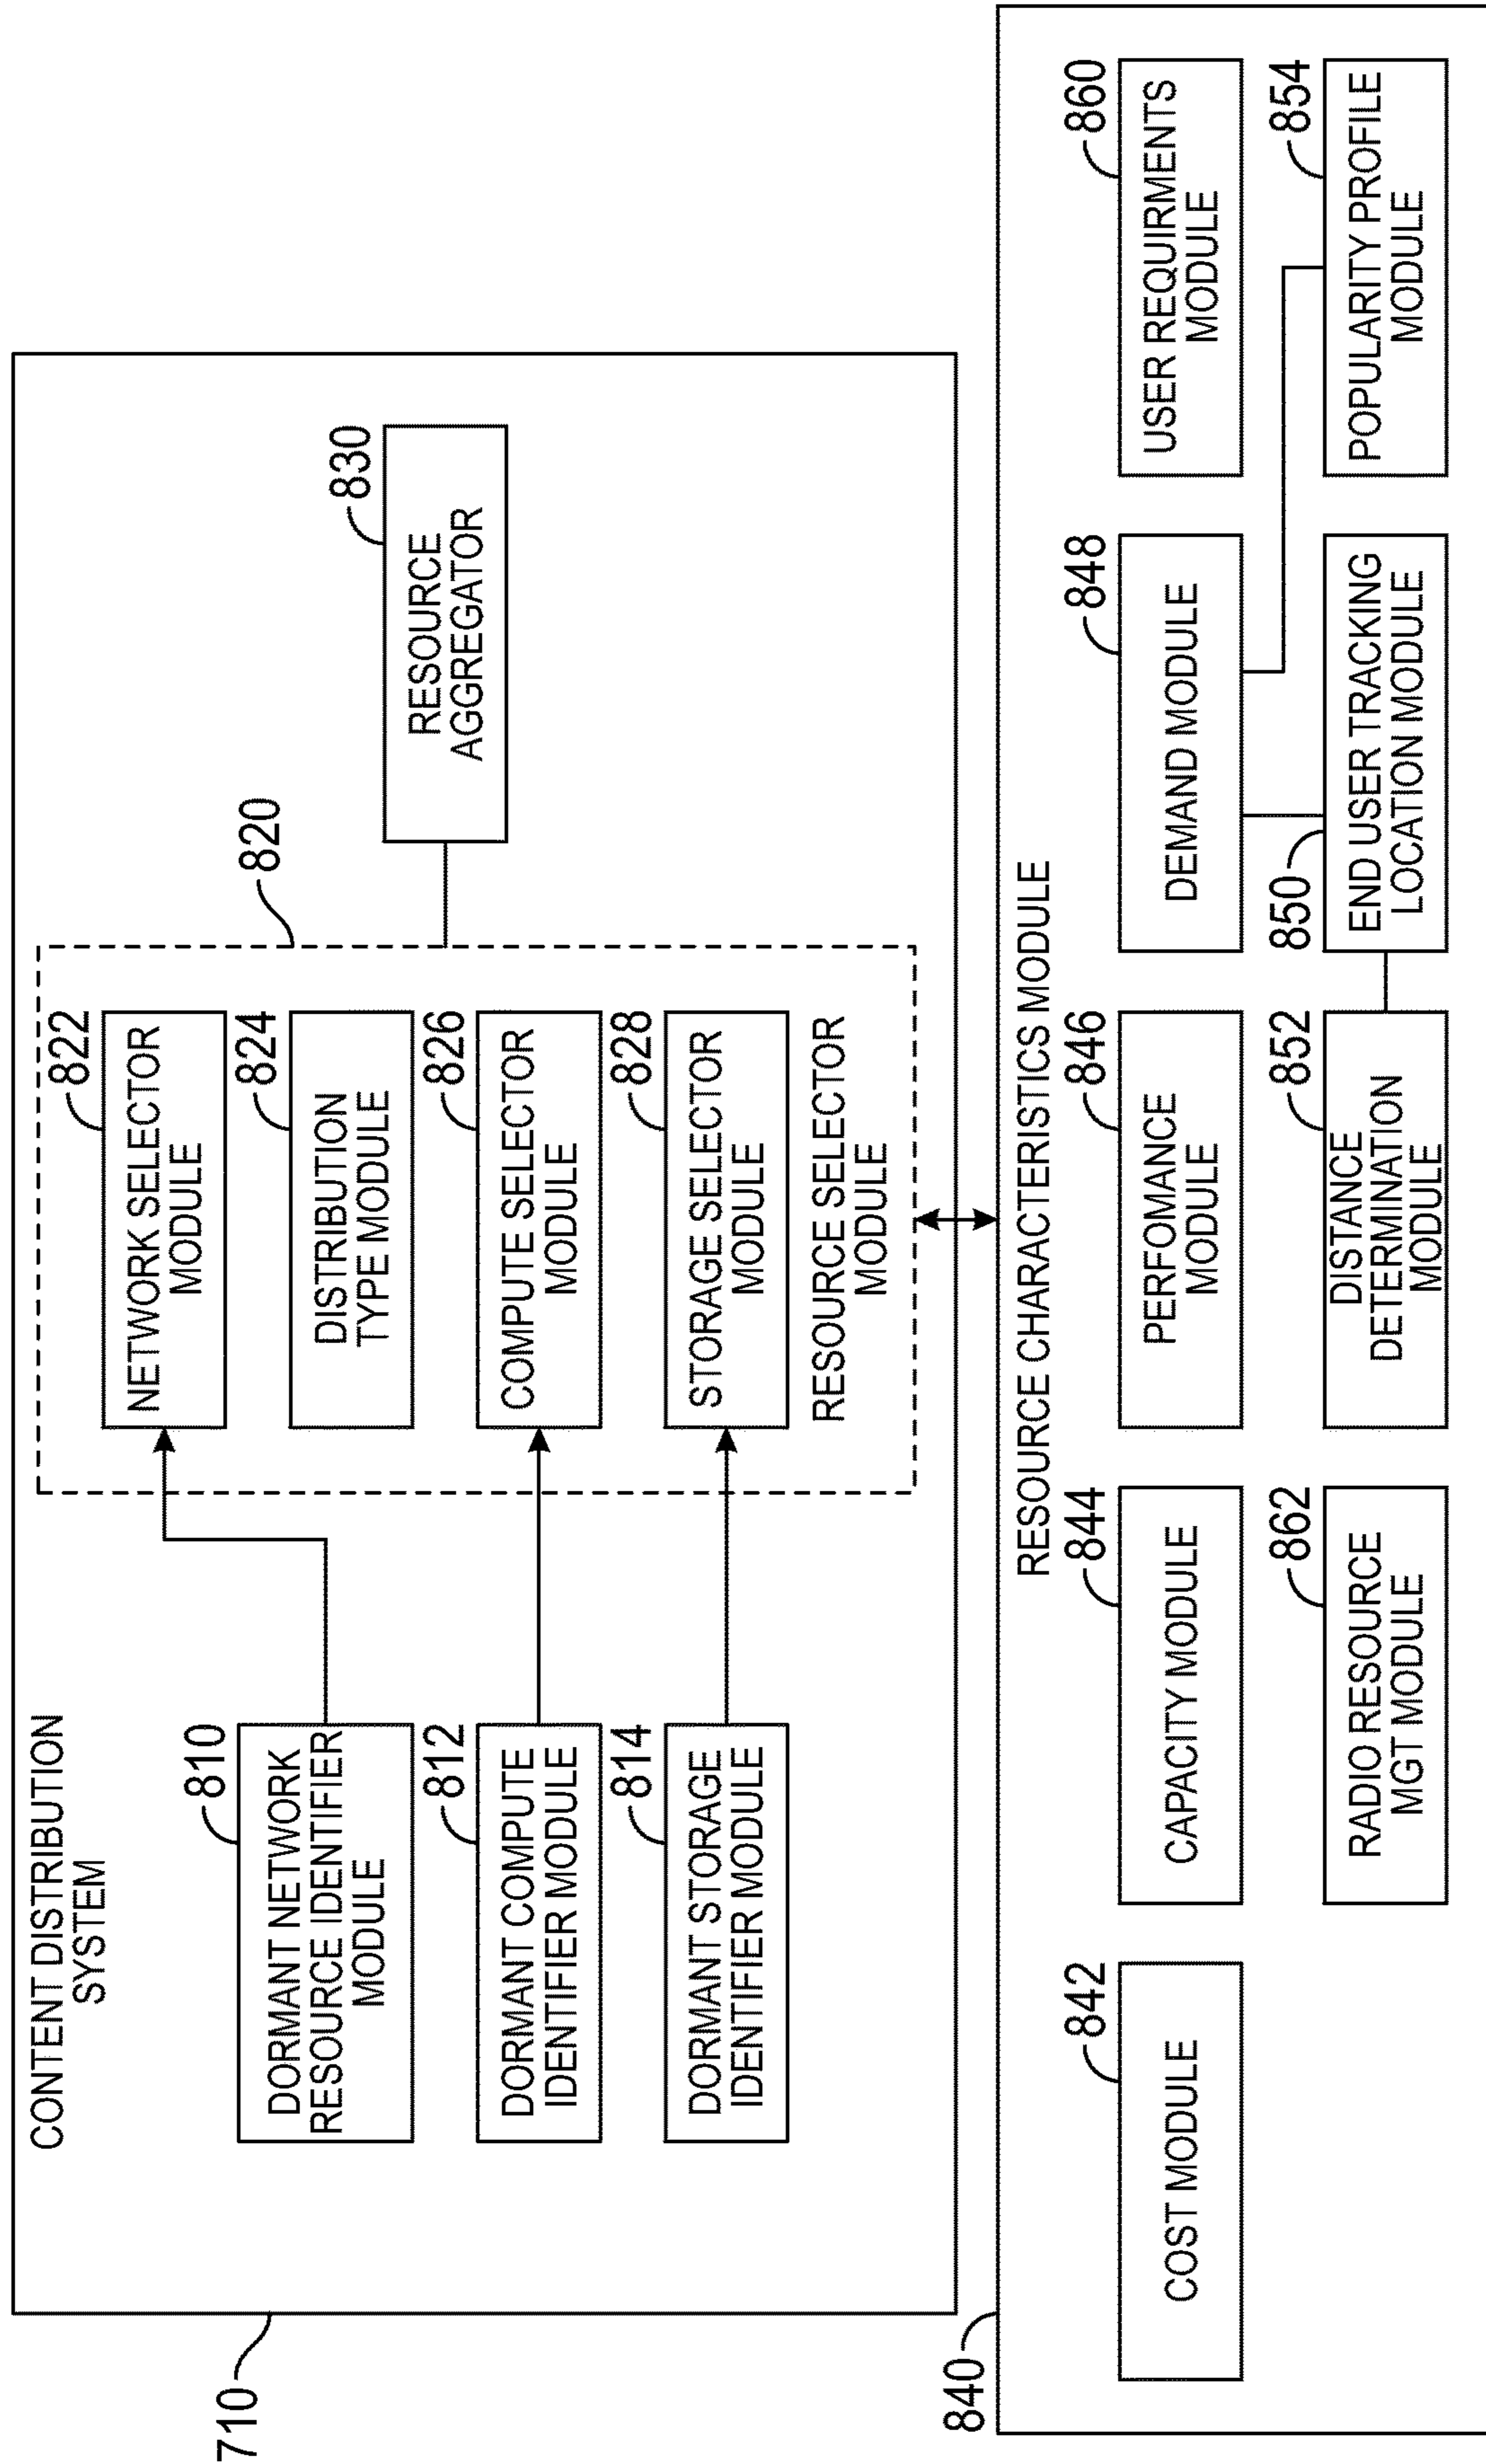 710
CONTENT DISTRIBUTION
SYSTEM
810
DORMANT NETWORK
RESOURCE IDENTIFIER
MODULE
812
DORMANT COMPUTE
IDENTIFIER MODULE
814
DORMANT STORAGE
IDENTIFIER MODULE
820
822
NETWORK SELECTOR
MODULE
824
DISTRIBUTION
TYPE MODULE
826
COMPUTE SELECTOR
MODULE
828
STORAGE SELECTOR
MODULE
RESOURCE SELECTOR
MODULE
830
RESOURCE
AGGREGATOR
840
RESOURCE CHARACTERISTICS MODULE
842
COST MODULE
844
CAPACITY MODULE
846
PERFOMANCE
MODULE
848
DEMAND MODULE
860
USER REQUIRMENTS
MODULE
862
RADIO RESOURCE
MGT MODULE
852
DISTANCE
DETERMINATION
MODULE
850
END USER TRACKING
LOCATION MODULE
854
POPULARITY PROFILE
MODULE